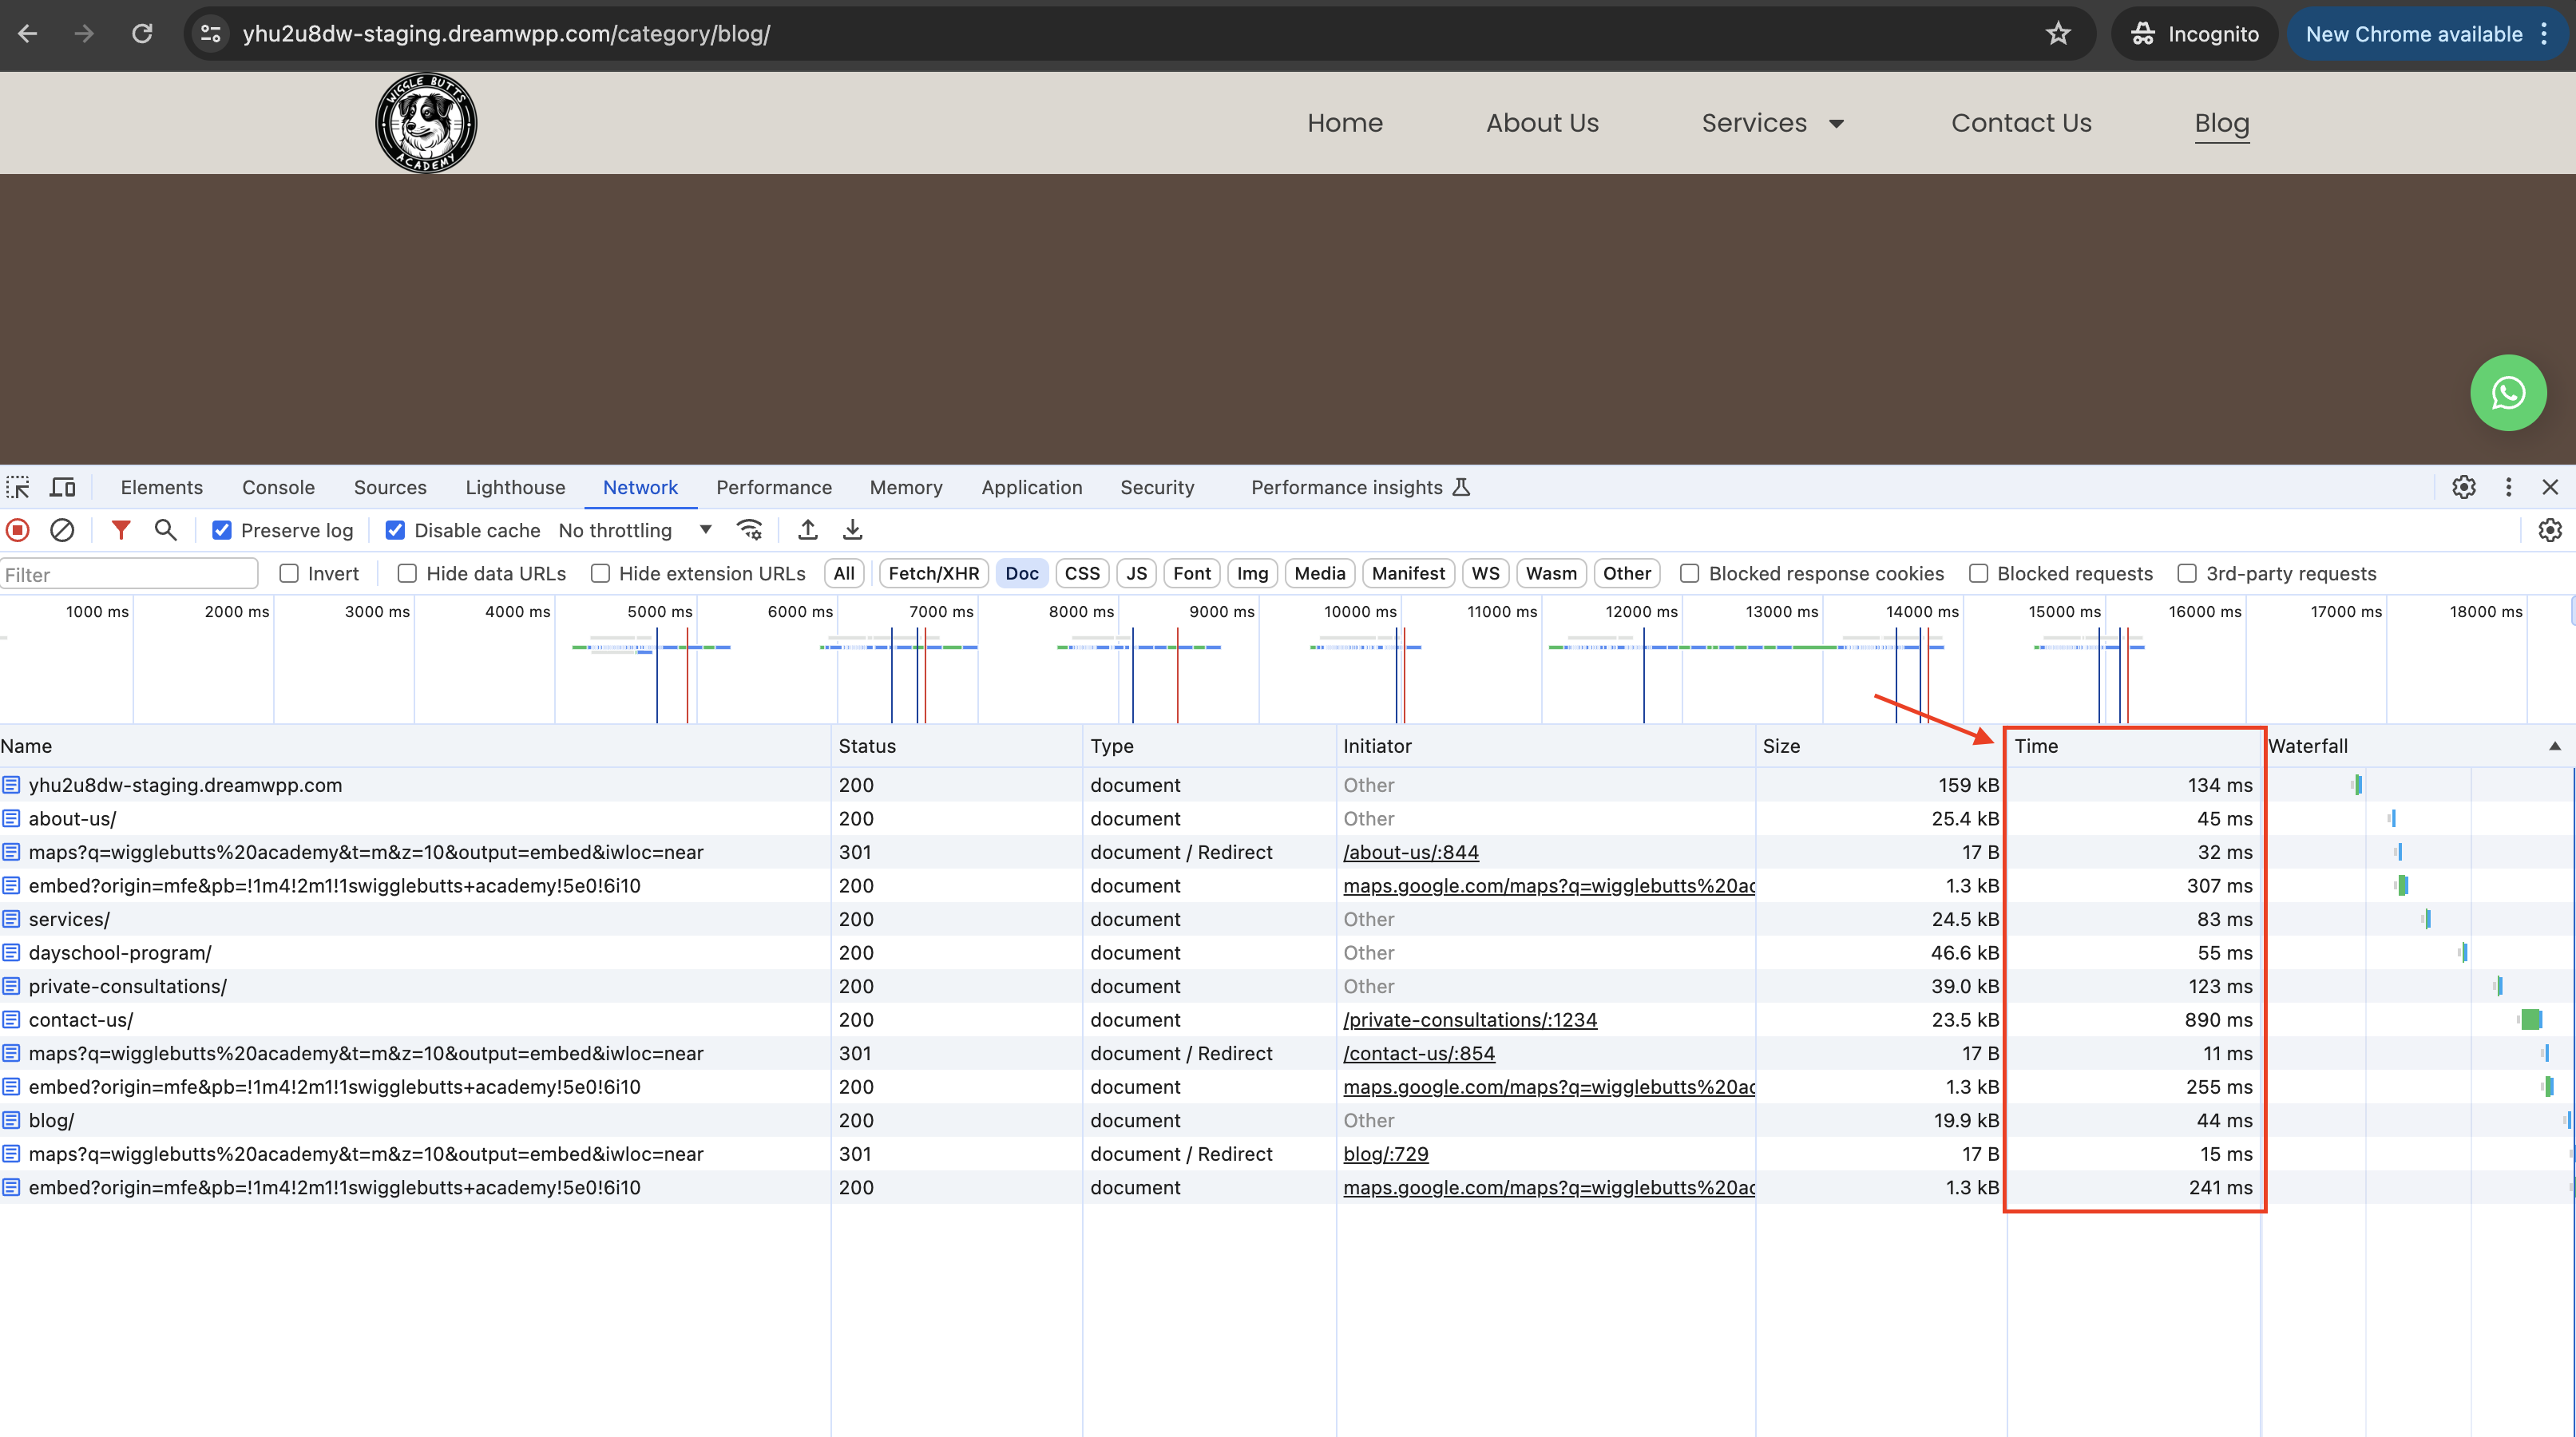 yhu2u8dw-staging.dreamwpp.com/category/blog/
Incognito
New Chrome available
WIGGLE BUTTS
ACADEMY
Home
About Us
Services
Contact Us
Blog
Elements
Console
Sources
Lighthouse
Network
Performance
Memory
Application
Security
Performance insights
Preserve log
Disable cache
No throttling
Filter
Invert
Hide data URLs
Hide extension URLs
All
Fetch/XHR
Doc
CSS
JS
Font
Img
Media
Manifest
WS
Wasm
Other
Blocked response cookies
Blocked requests
3rd-party requests
1000 ms 2000 ms 3000 ms 4000 ms 5000 ms 6000 ms 7000 ms 8000 ms 9000 ms 10000 ms 11000 ms 12000 ms 13000 ms 14000 ms 15000 ms 16000 ms 17000 ms 18000 ms
Name Status Type Initiator Size Time Waterfall
yhu2u8dw-staging.dreamwpp.com 200 document Other 159 kB 134 ms
about-us/ 200 document Other 25.4 kB 45 ms
maps?q=wigglebutts%20academy&t=m&z=10&output=embed&iwloc=near 301 document / Redirect /about-us/:844 17 B 32 ms
embed?origin=mfe&pb=!1m4!2m1!1swigglebutts+academy!5e0!6i10 200 document maps.google.com/maps?q=wigglebutts%20ac 1.3 kB 307 ms
services/ 200 document Other 24.5 kB 83 ms
dayschool-program/ 200 document Other 46.6 kB 55 ms
private-consultations/ 200 document Other 39.0 kB 123 ms
contact-us/ 200 document /private-consultations/:1234 23.5 kB 890 ms
maps?q=wigglebutts%20academy&t=m&z=10&output=embed&iwloc=near 301 document / Redirect /contact-us/:854 17 B 11 ms
embed?origin=mfe&pb=!1m4!2m1!1swigglebutts+academy!5e0!6i10 200 document maps.google.com/maps?q=wigglebutts%20ac 1.3 kB 255 ms
blog/ 200 document Other 19.9 kB 44 ms
maps?q=wigglebutts%20academy&t=m&z=10&output=embed&iwloc=near 301 document / Redirect blog/:729 17 B 15 ms
embed?origin=mfe&pb=!1m4!2m1!1swigglebutts+academy!5e0!6i10 200 document maps.google.com/maps?q=wigglebutts%20ac 1.3 kB 241 ms